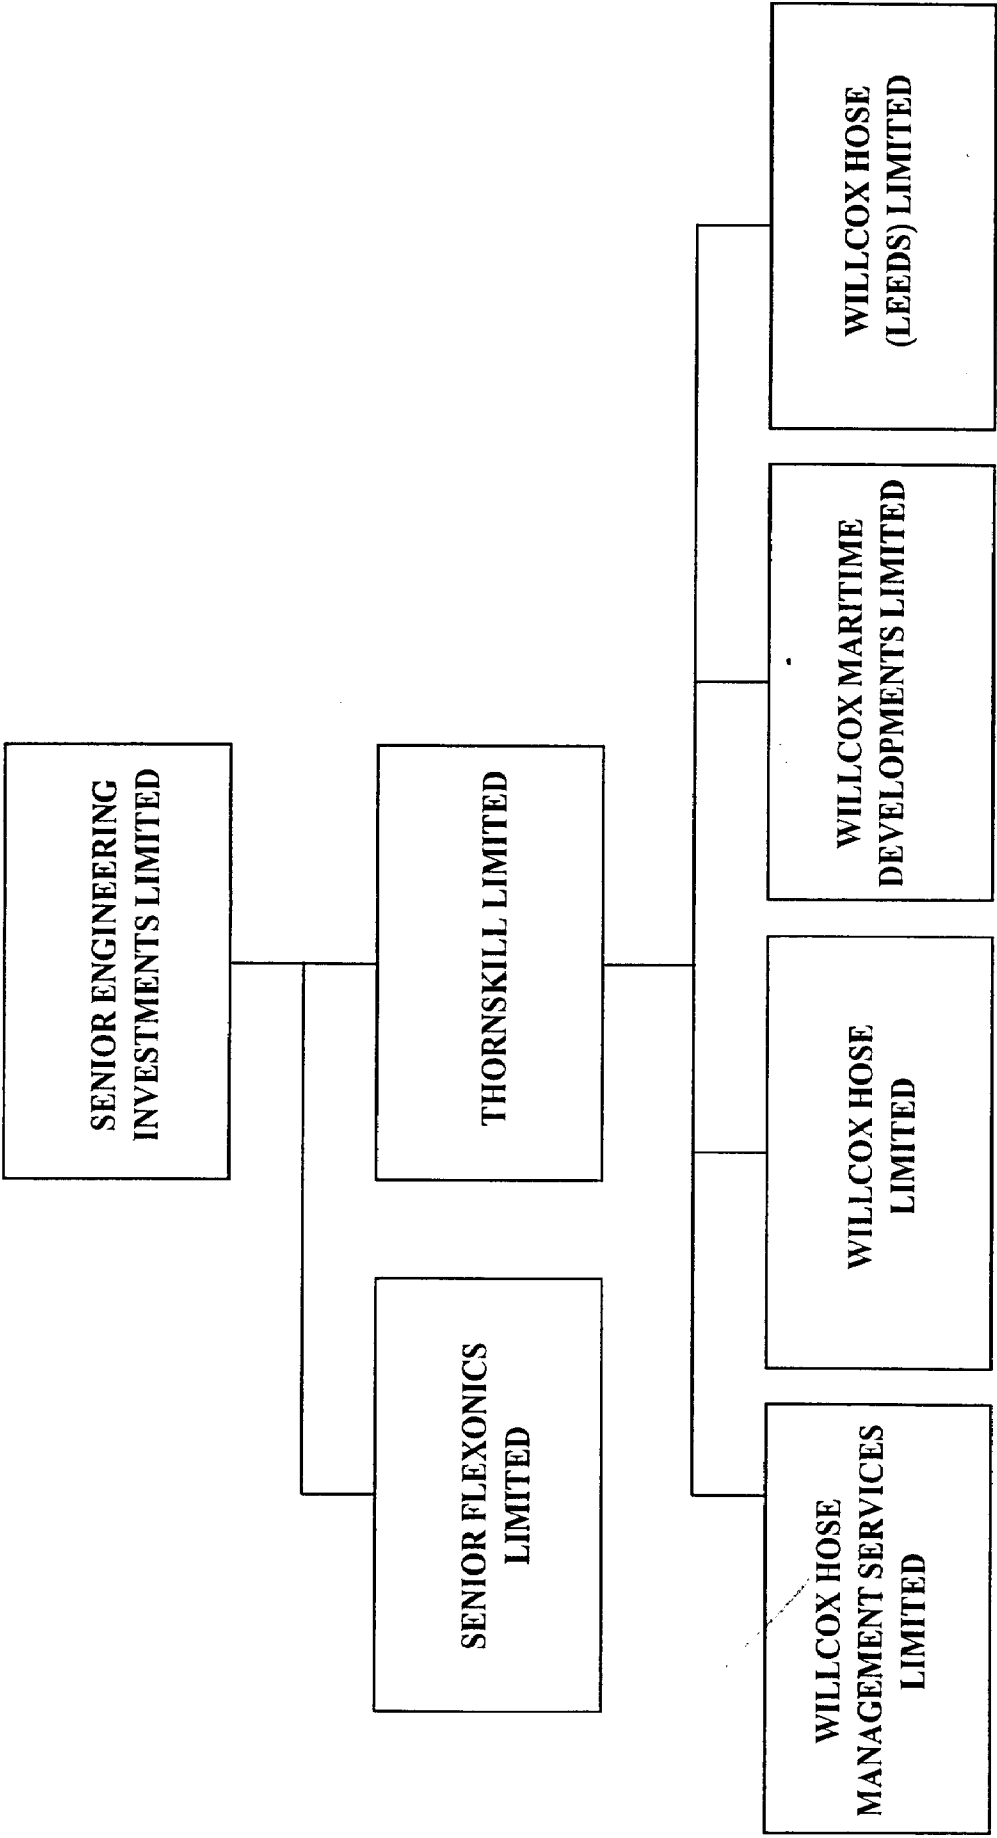 SENIOR ENGINEERING
INVESTMENTS LIMITED
SENIOR FLEXONICS
LIMITED
THORNSKILL LIMITED
WILLCOX HOSE
MANAGEMENT SERVICES
LIMITED
WILLCOX HOSE
LIMITED
WILLCOX MARITIME
DEVELOPMENTS LIMITED
WILLCOX HOSE
(LEEDS) LIMITED